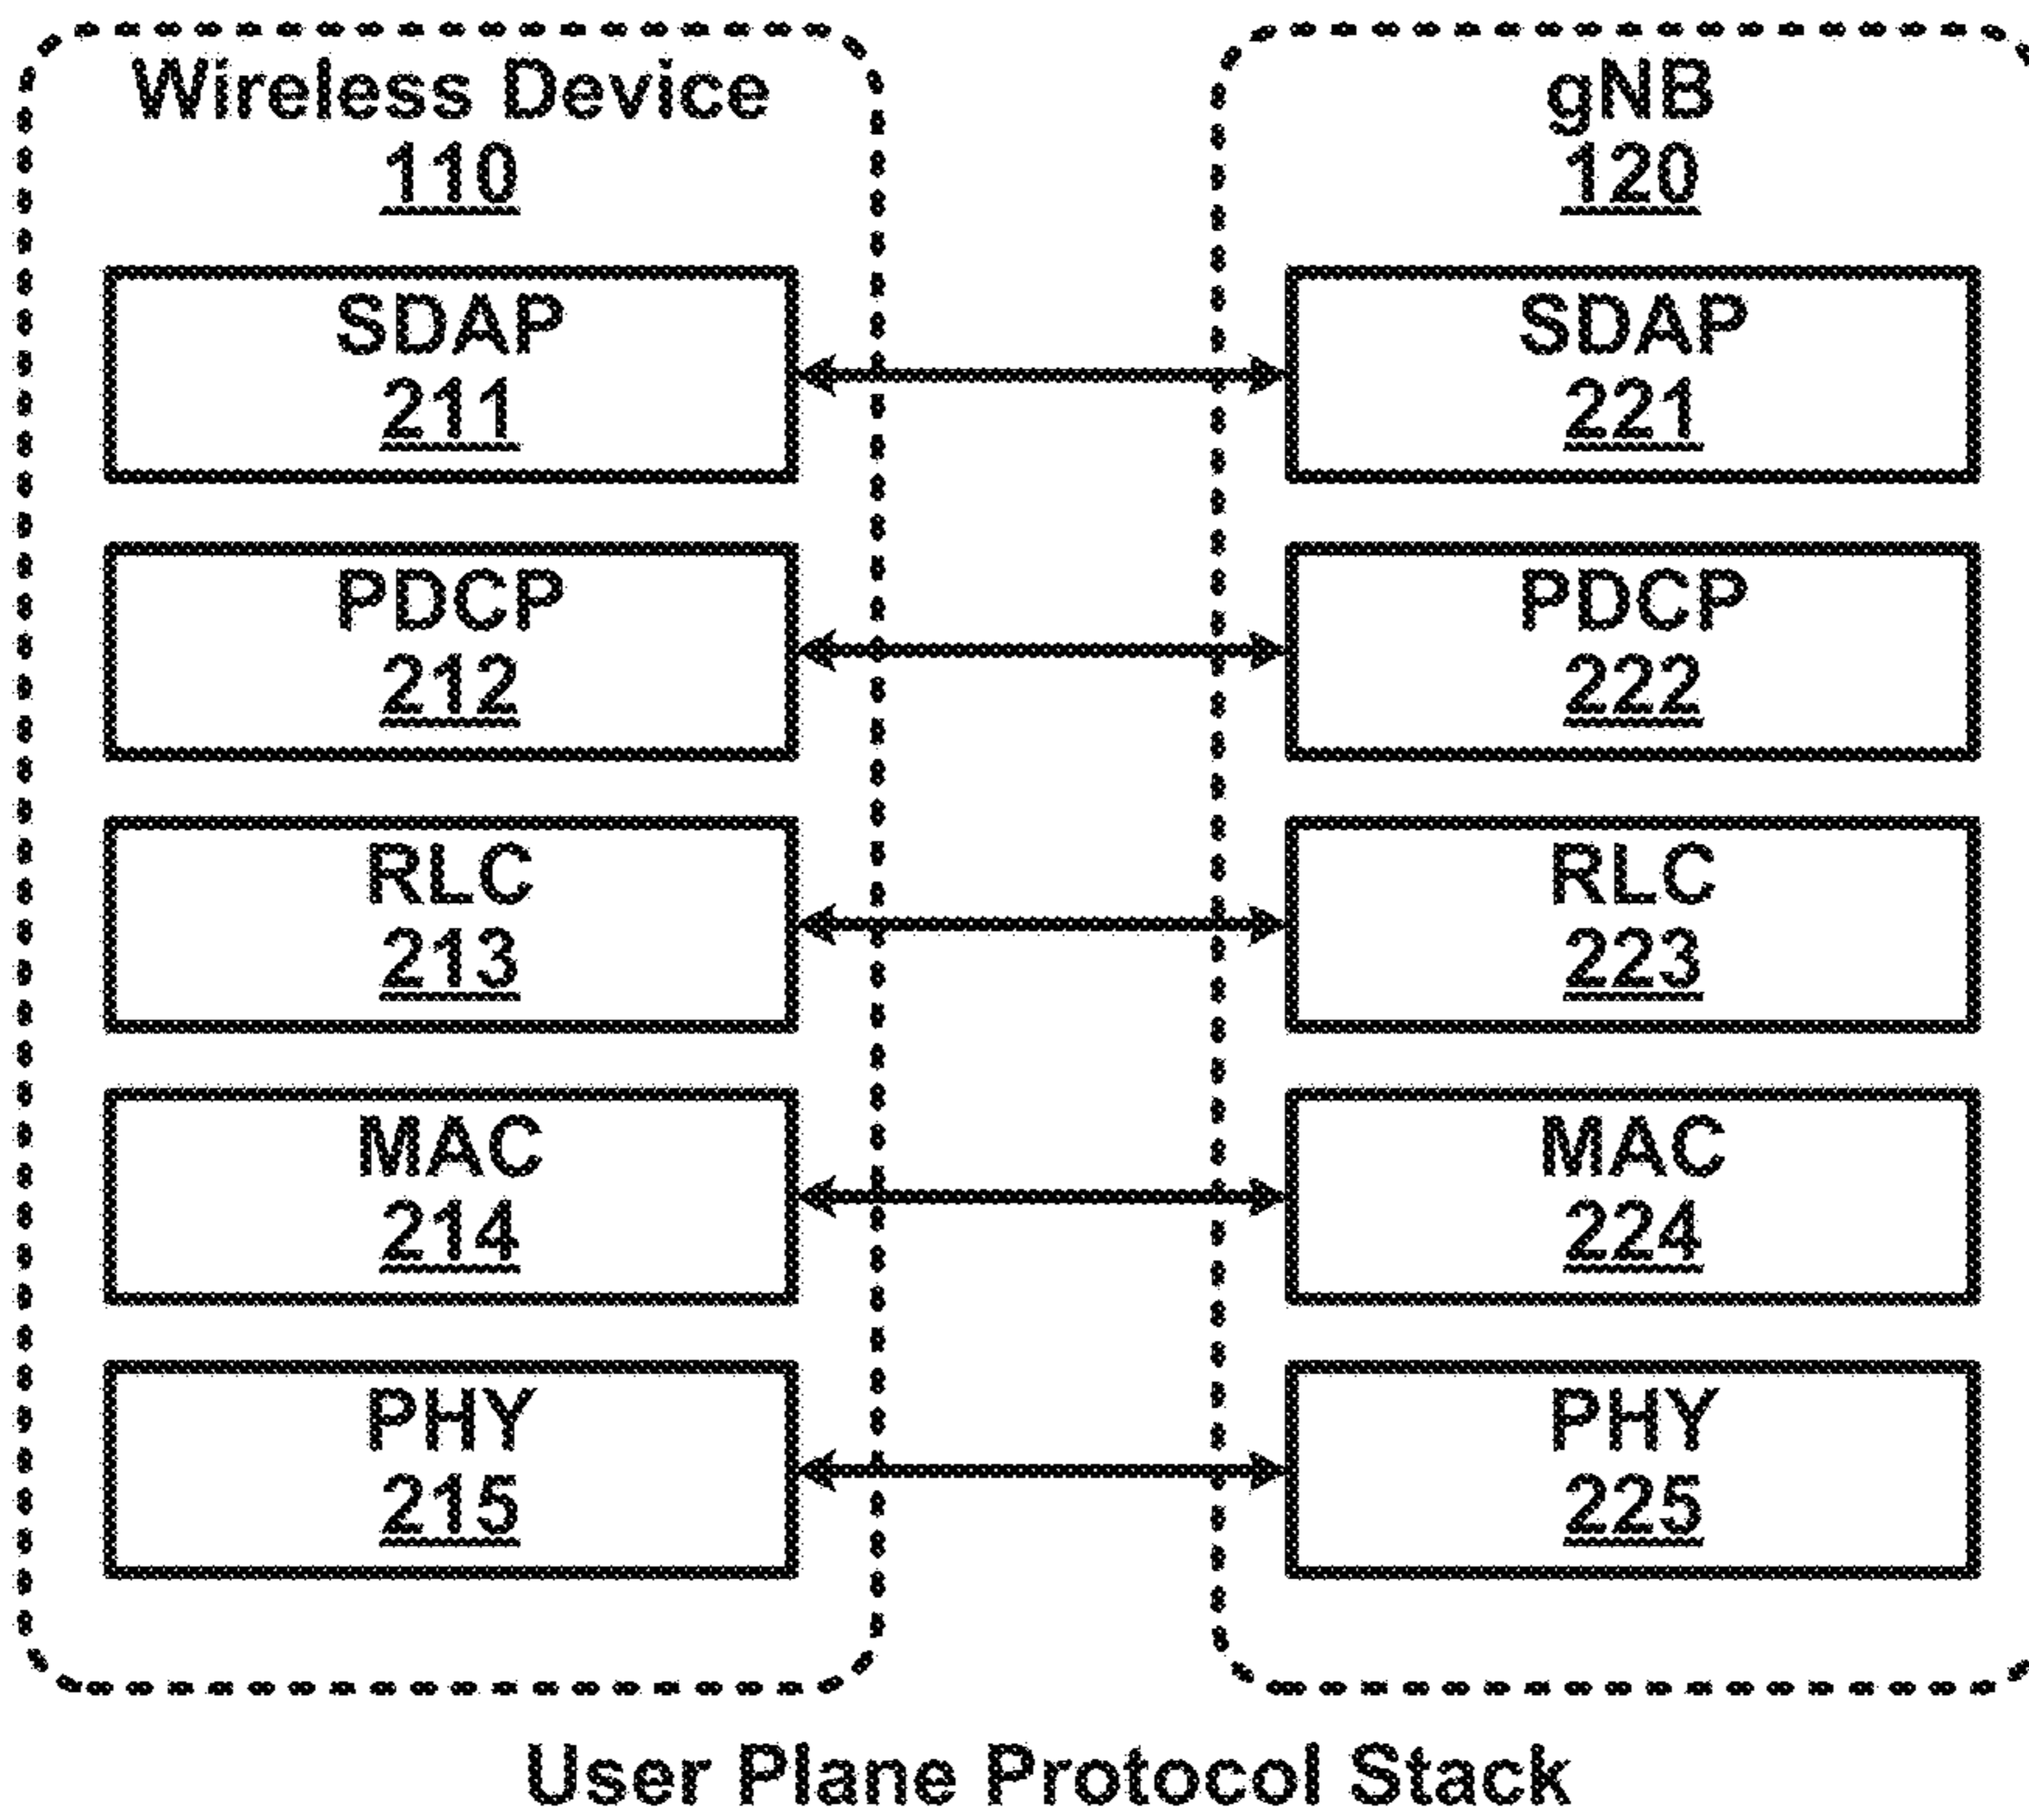 Wireless Device
110
SDAP
211
PDCP
212
RLC
213
MAC
214
PHY
215
gNB
120
SDAP
221
PDCP
222
RLC
223
MAC
224
PHY
225
User Plane Protocol Stack